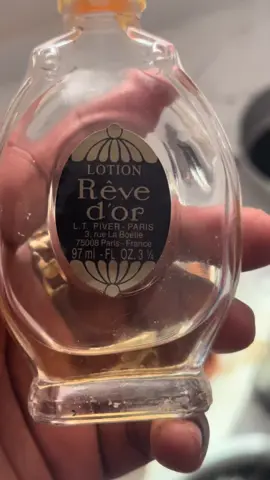 LOTION
Rêve
d'or
L.T. PIVER - PARIS
3, rue La Boétie
75008 Paris - France
97 ml - FL OZ. 3 ¼